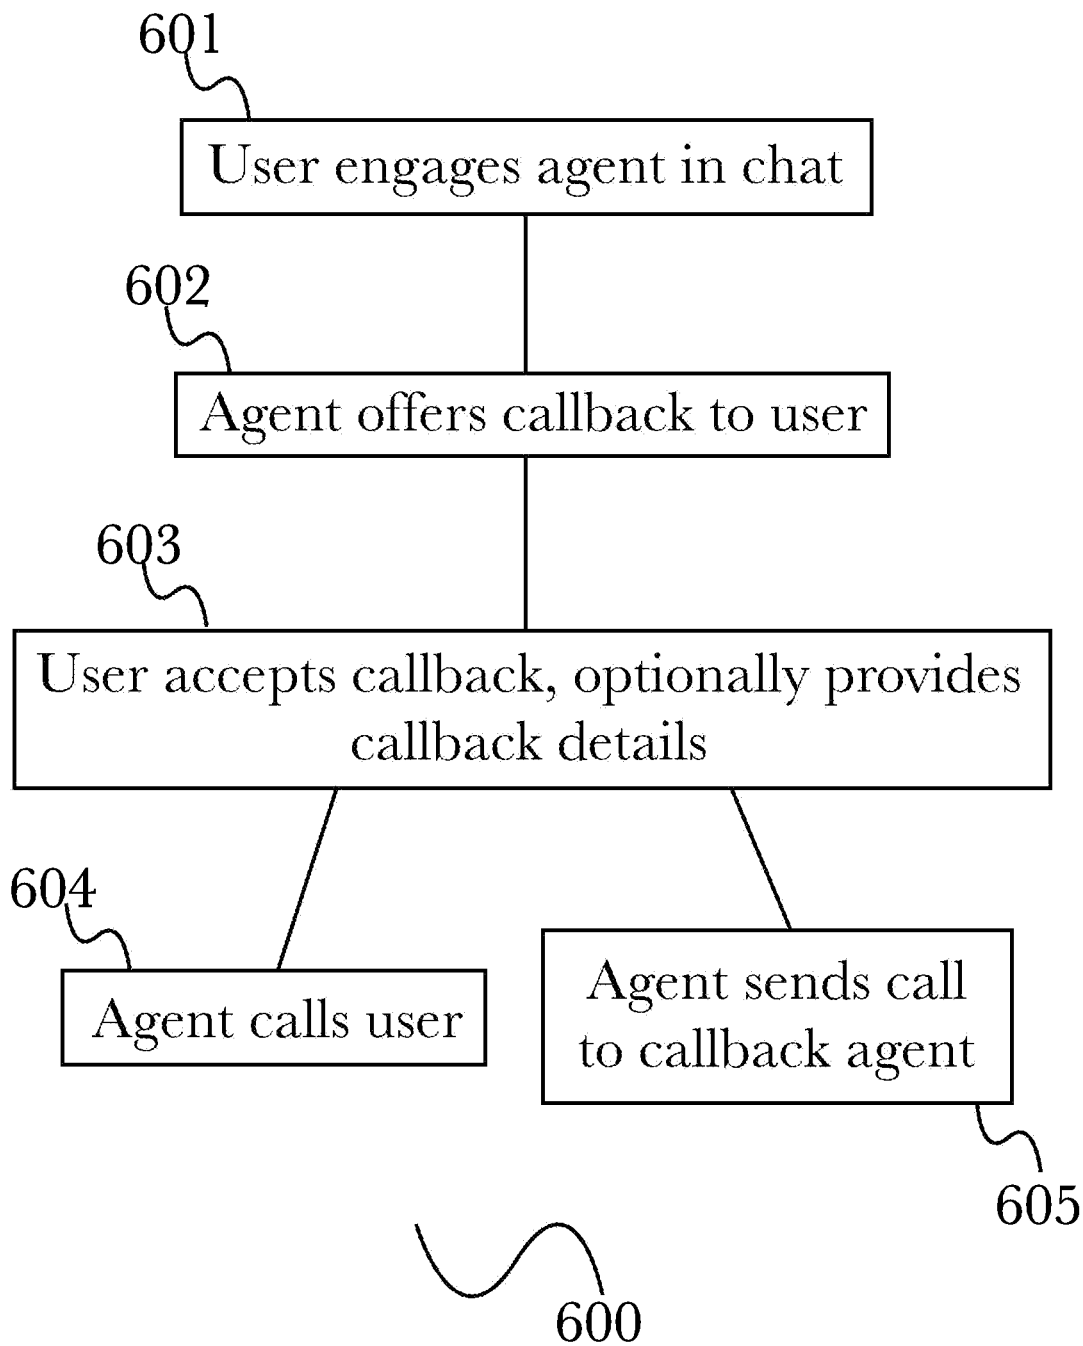 601
User engages agent in chat
602
Agent offers callback to user
603
User accepts callback, optionally provides
callback details
604
Agent calls user
Agent sends call
to callback agent
605
600